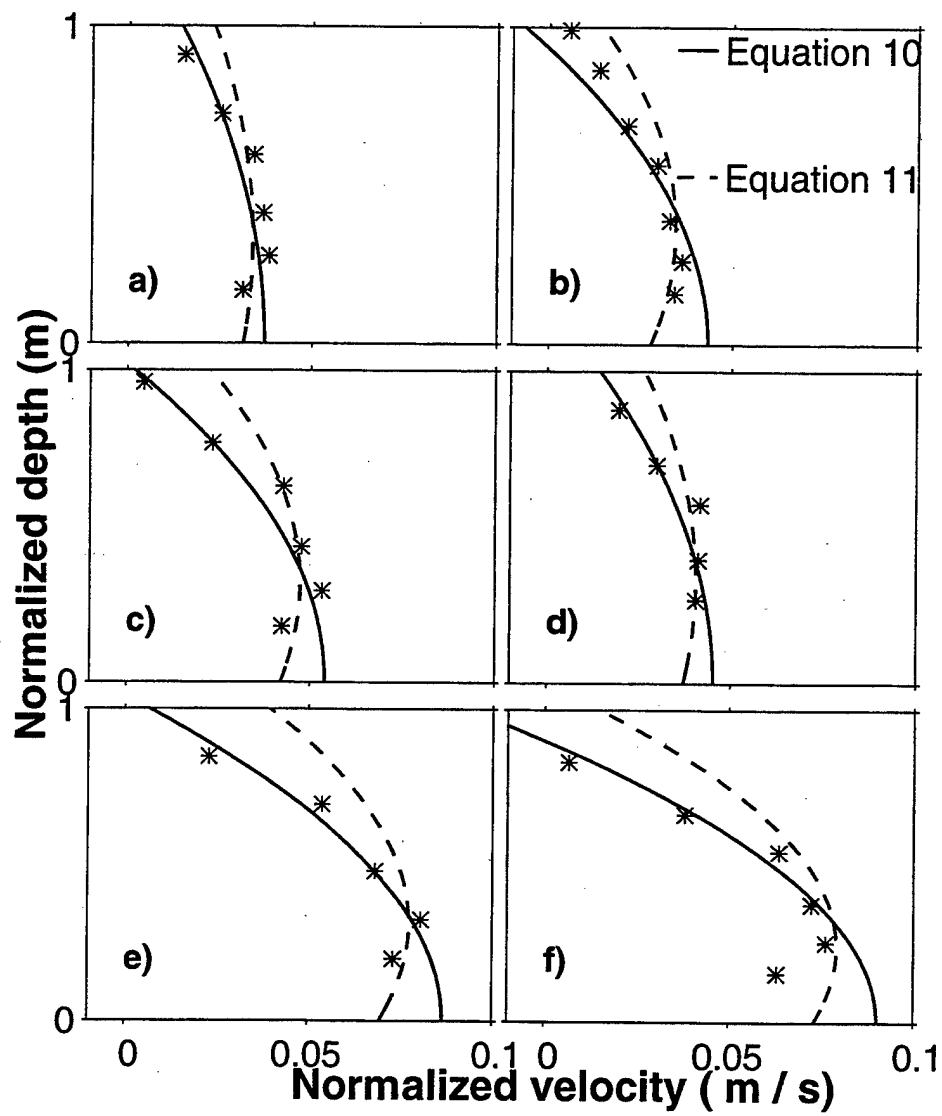 1
Equation 10
Equation 11
a)
b)
0
1
c)
d)
0
1
e)
f)
0
0
0.05
0.1
0
0.05
0.1
Normalized depth (m)
Normalized velocity ( m / s)